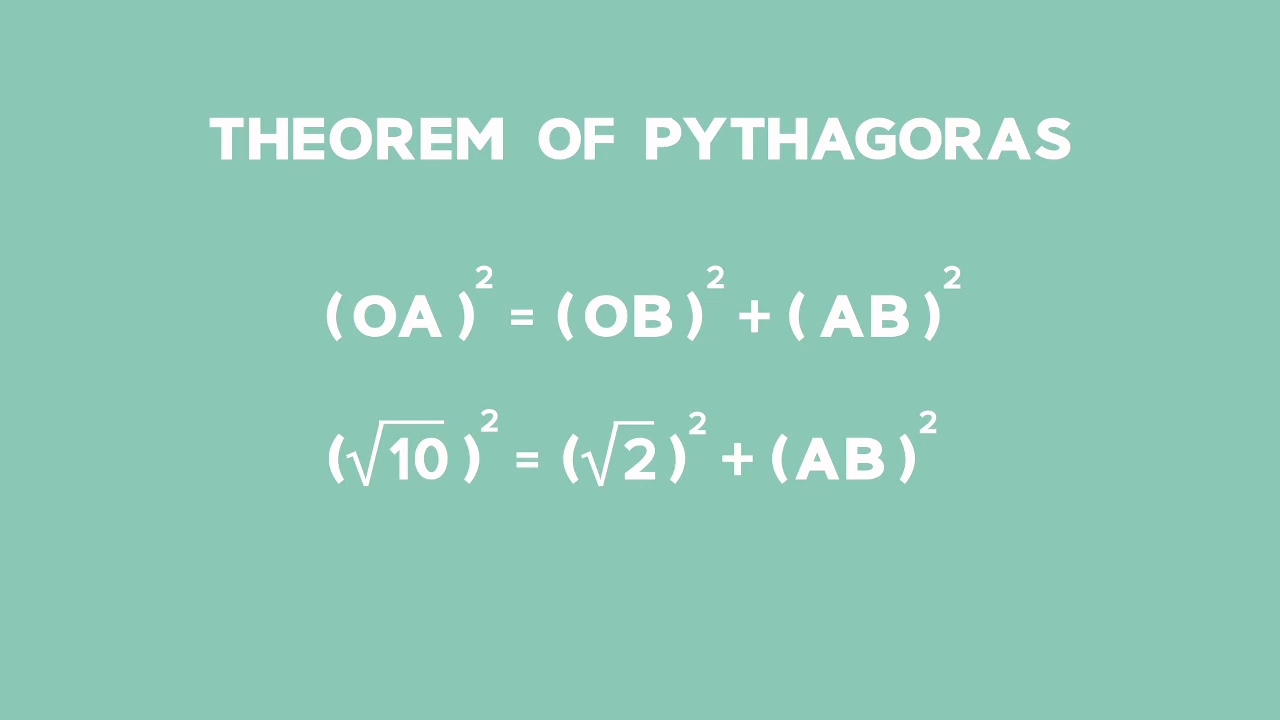 THEOREM OF PYTHAGORAS
(OA)² = (OB)² + (AB)²
(√10)² = (√2)² + (AB)²